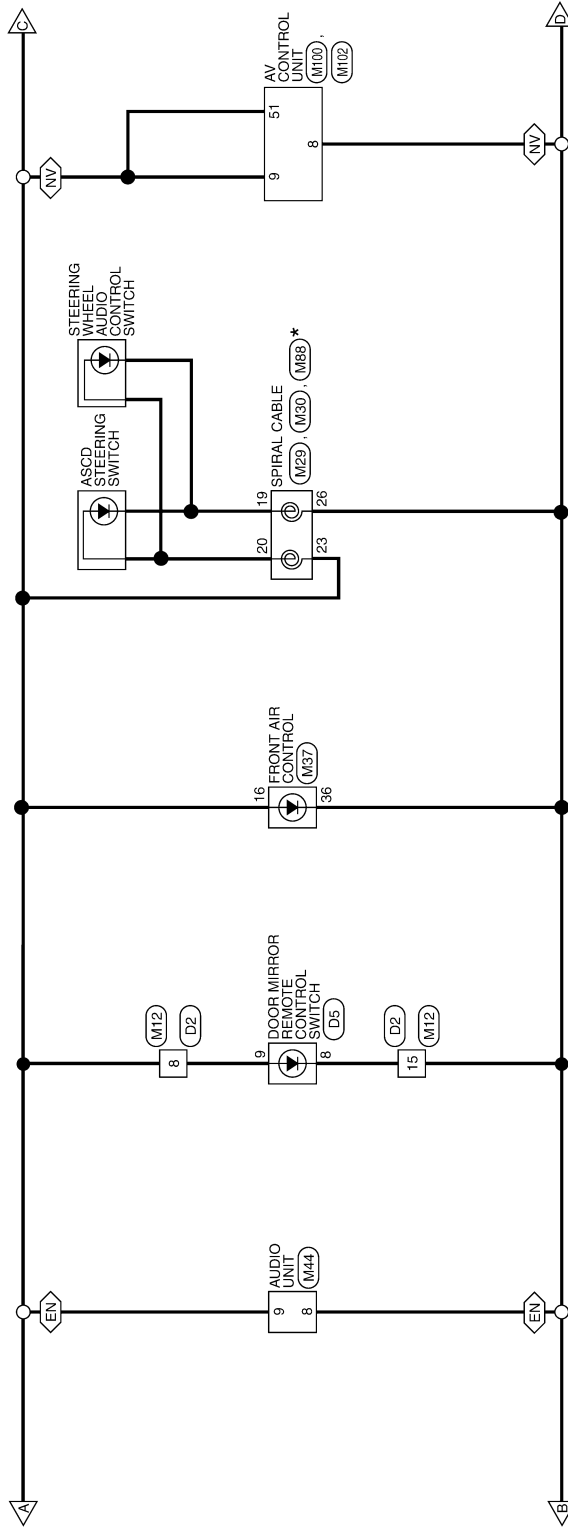 A
EN
AUDIO
UNIT
M44
9
8
EN
B
M12
D2
8
9
DOOR MIRROR
REMOTE
CONTROL
SWITCH
D5
8
15
D2
M12
16
FRONT AIR
CONTROL
M37
36
ASCD
STEERING
SWITCH
STEERING
WHEEL
AUDIO
CONTROL
SWITCH
20
19
SPIRAL CABLE
M29 , M30 , M88 *
23
26
C
NV
AV
CONTROL
UNIT
M100 ,
M102
9
51
8
NV
D